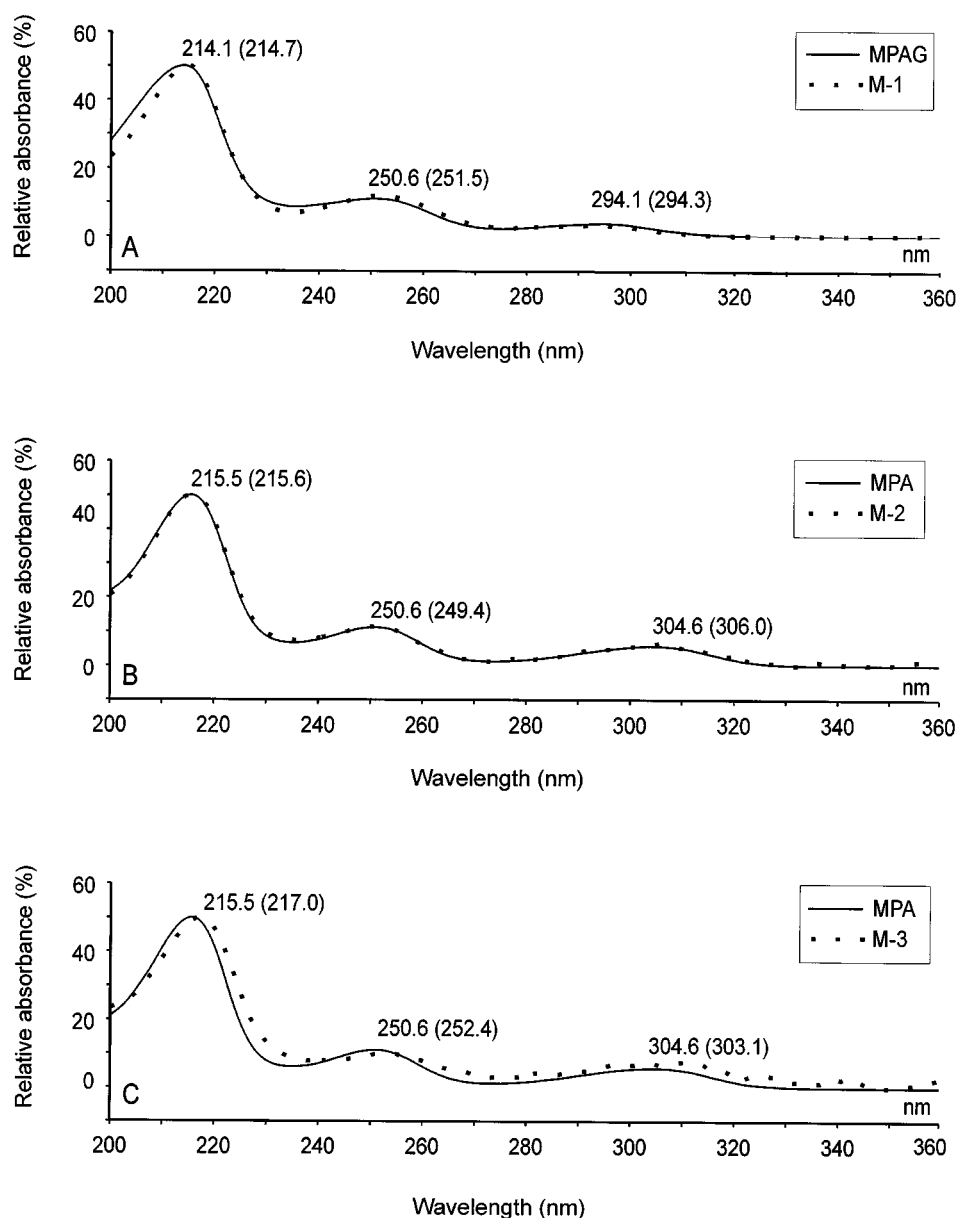 Relative absorbance (%)
60
40
20
0
214.1 (214.7)
250.6 (251.5)
294.1 (294.3)
MPAG
M-1
A
nm
200 220 240 260 280 300 320 340 360
Wavelength (nm)
Relative absorbance (%)
60
40
20
0
215.5 (215.6)
250.6 (249.4)
304.6 (306.0)
MPA
M-2
B
nm
200 220 240 260 280 300 320 340 360
Wavelength (nm)
Relative absorbance (%)
60
40
20
0
215.5 (217.0)
250.6 (252.4)
304.6 (303.1)
MPA
M-3
C
nm
200 220 240 260 280 300 320 340 360
Wavelength (nm)